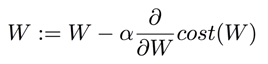 W := W − α ∂/∂W cost(W)